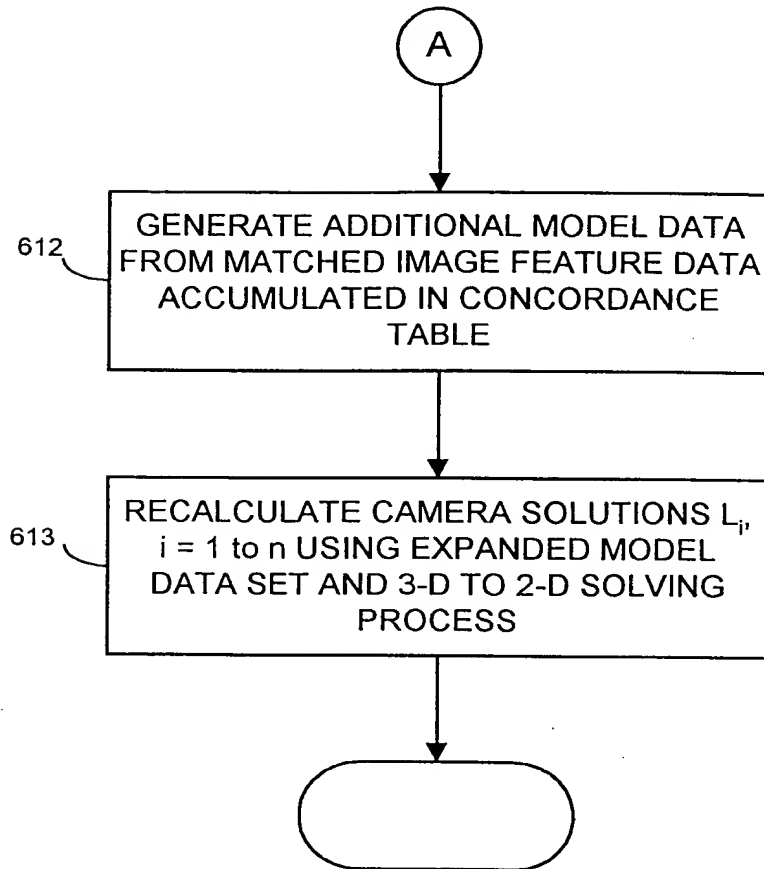 A
612
GENERATE ADDITIONAL MODEL DATA
FROM MATCHED IMAGE FEATURE DATA
ACCUMULATED IN CONCORDANCE
TABLE
613
RECALCULATE CAMERA SOLUTIONS Li,
i = 1 to n USING EXPANDED MODEL
DATA SET AND 3-D TO 2-D SOLVING
PROCESS